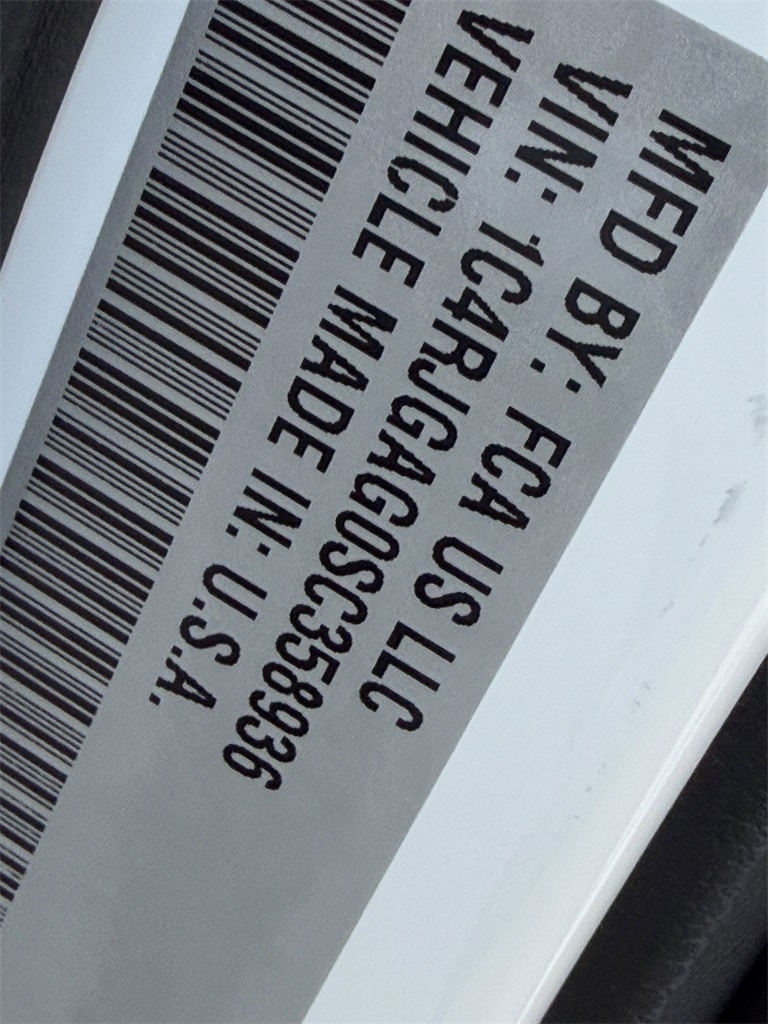 MFD BY: FCA US LLC
VIN: 1C4RJGAG0SC358936
VEHICLE MADE IN: U.S.A.